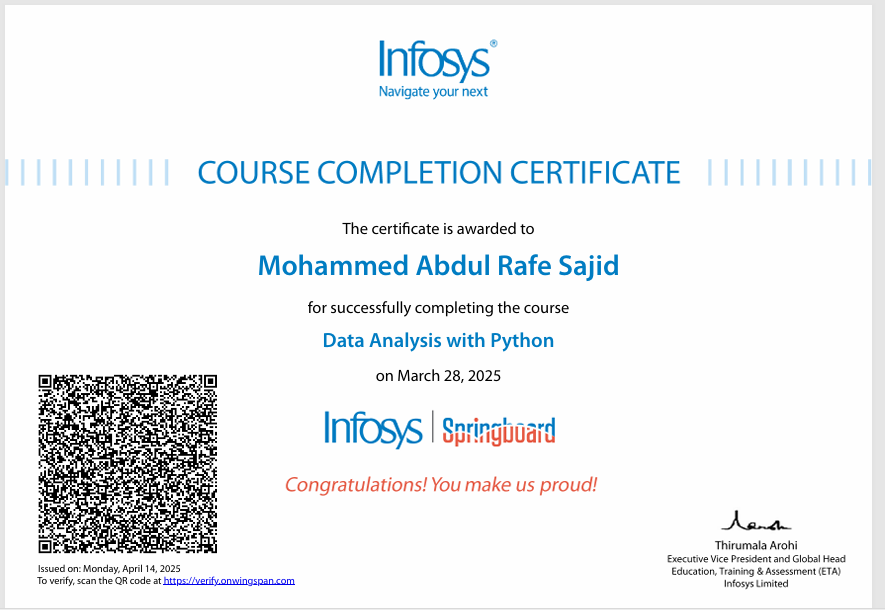 Infosys®
Navigate your next
COURSE COMPLETION CERTIFICATE
The certificate is awarded to
Mohammed Abdul Rafe Sajid
for successfully completing the course
Data Analysis with Python
on March 28, 2025
Infosys | Springboard
Congratulations! You make us proud!
Issued on: Monday, April 14, 2025
To verify, scan the QR code at https://verify.onwingspan.com
Thirumala Arohi
Executive Vice President and Global Head
Education, Training & Assessment (ETA)
Infosys Limited